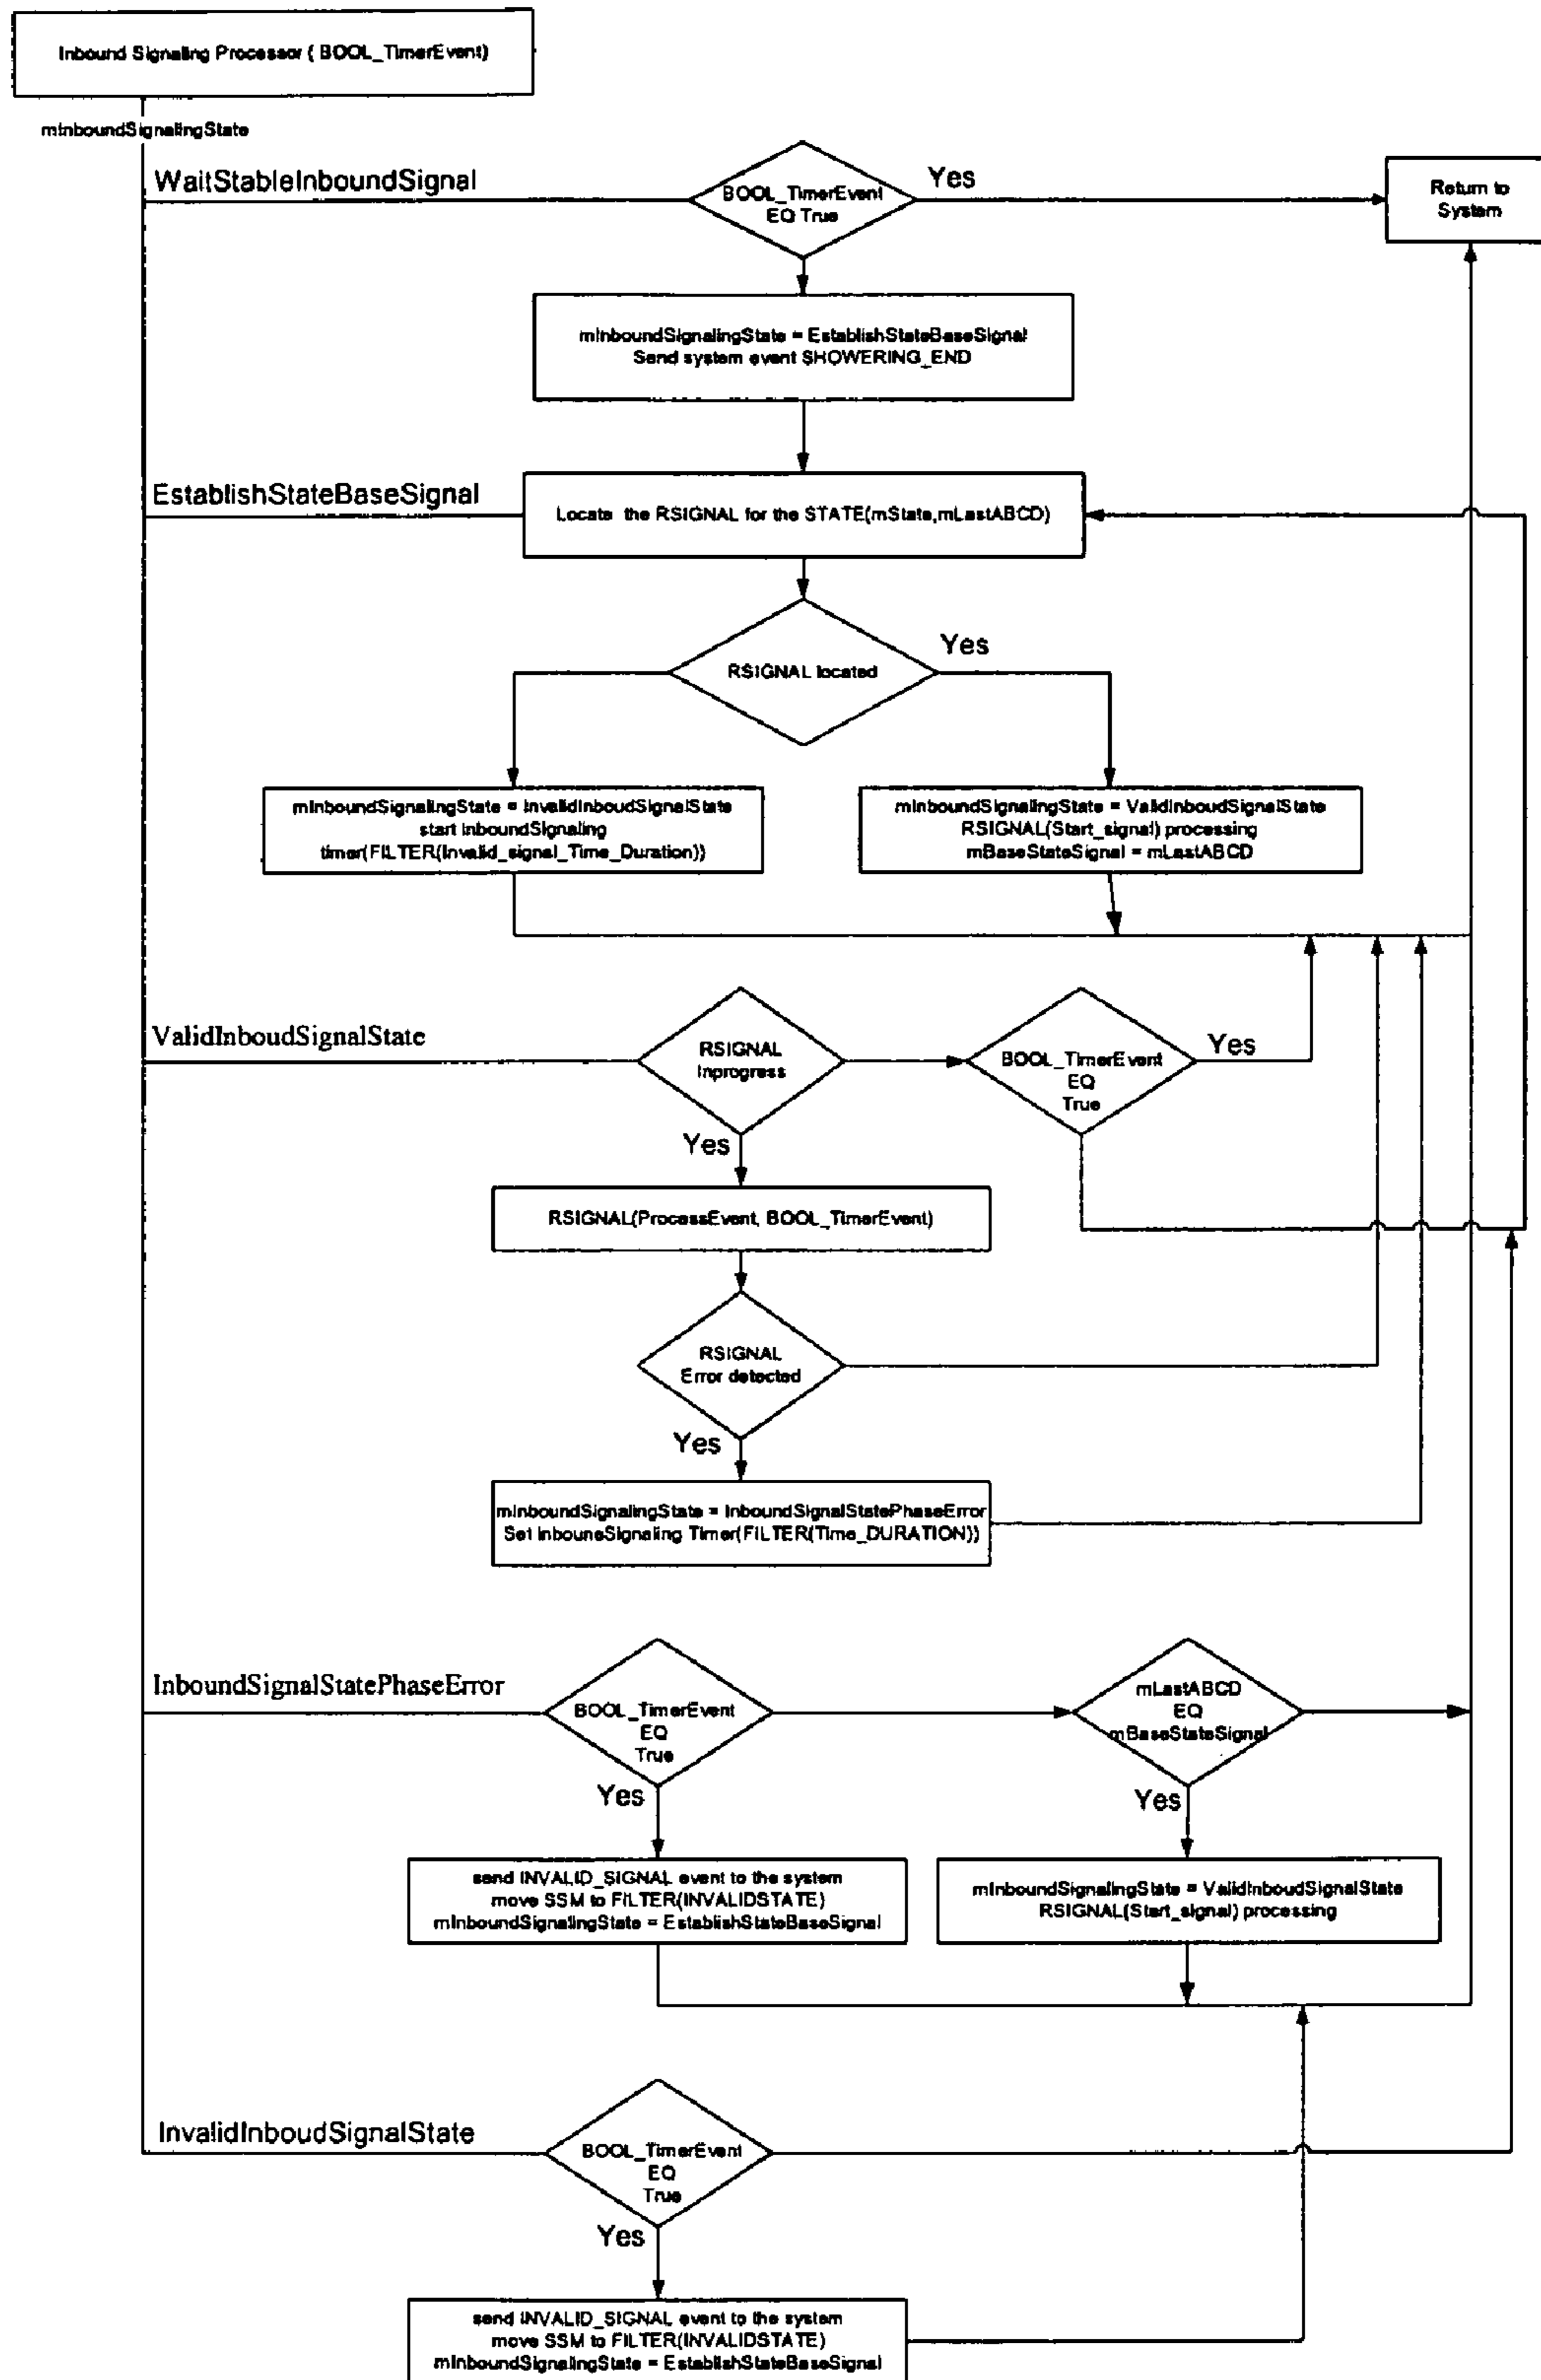 Inbound Signaling Processor ( BOOL_TimerEvent)
mInboundSignalingState
WaitStableInboundSignal
BOOL_TimerEvent
EQ True
Yes
Return to
System
mInboundSignalingState = EstablishStateBaseSignal
Send system event SHOWERING_END
EstablishStateBaseSignal
Locate the RSIGNAL for the STATE(mState,mLastABCD)
RSIGNAL located
Yes
mInboundSignalingState = InvalidInboudSignalState
start InboundSignaling
timer(FILTER(Invalid_signal_Time_Duration))
mInboundSignalingState = ValidInboudSignalState
RSIGNAL(Start_signal) processing
mBaseStateSignal = mLastABCD
ValidInboudSignalState
RSIGNAL
Inprogress
BOOL_TimerEvent
EQ
True
Yes
Yes
RSIGNAL(ProcessEvent, BOOL_TimerEvent)
RSIGNAL
Error detected
Yes
mInboundSignalingState = InboundSignalStatePhaseError
Set InbouneSignaling Timer(FILTER(Time_DURATION))
InboundSignalStatePhaseError
BOOL_TimerEvent
EQ
True
mLastABCD
EQ
mBaseStateSignal
Yes
Yes
send INVALID_SIGNAL event to the system
move SSM to FILTER(INVALIDSTATE)
mInboundSignalingState = EstablishStateBaseSignal
mInboundSignalingState = ValidInboudSignalState
RSIGNAL(Start_signal) processing
InvalidInboudSignalState
BOOL_TimerEvent
EQ
True
Yes
send INVALID_SIGNAL event to the system
move SSM to FILTER(INVALIDSTATE)
mInboundSignalingState = EstablishStateBaseSignal